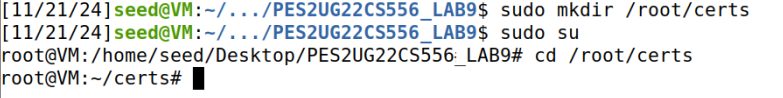 [11/21/24]seed@VM:~/.../PES2UG22CS556_LAB9$ sudo mkdir /root/certs
[11/21/24]seed@VM:~/.../PES2UG22CS556_LAB9$ sudo su
root@VM:/home/seed/Desktop/PES2UG22CS556_LAB9# cd /root/certs
root@VM:~/certs#